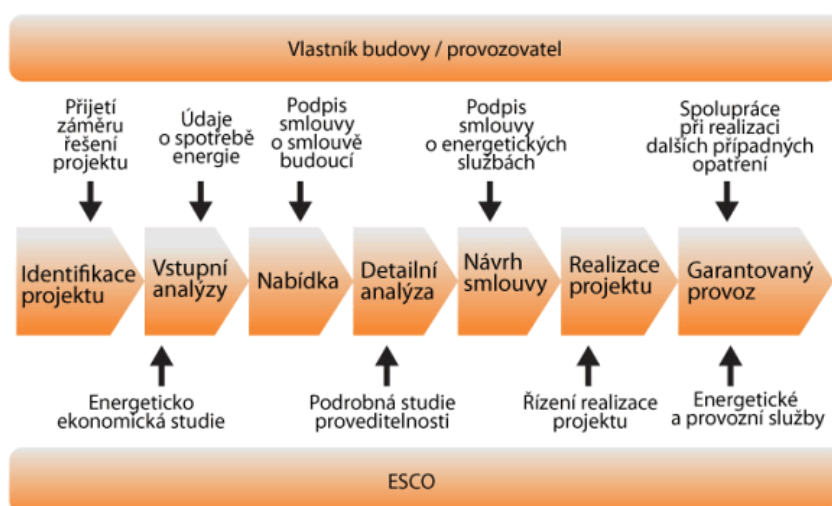 Vlastník budovy / provozovatel
Přijetí
záměru
řešení
projektu
Údaje
o spotřebě
energie
Podpis
smlouvy
o smlouvě
budoucí
Podpis
smlouvy
o energetických
službách
Spolupráce
při realizaci
dalších případných
opatření
Identifikace
projektu
Vstupní
analýzy
Nabídka
Detailní
analýza
Návrh
smlouvy
Realizace
projektu
Garantovaný
provoz
Energeticko
ekonomická studie
Podrobná studie
proveditelnosti
Řízení realizace
projektu
Energetické
a provozní služby
ESCO